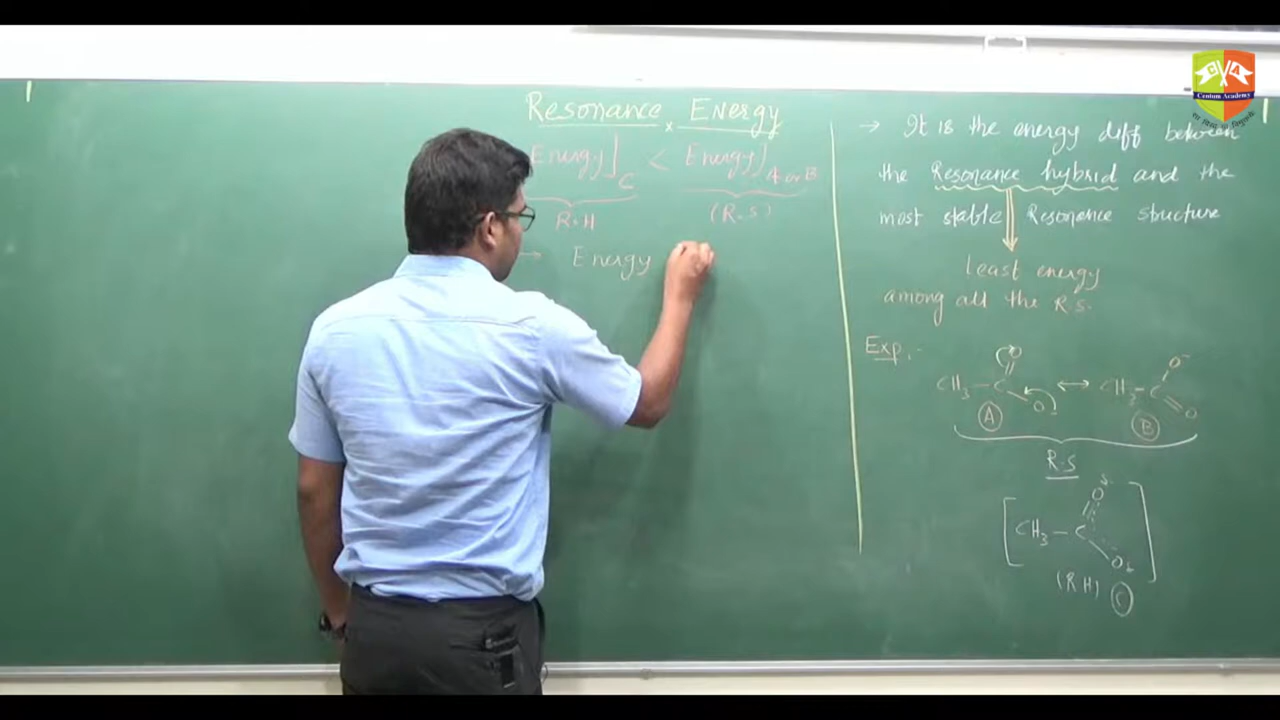 Resonance Energy
Energy]C < Energy]A or B
R.H (R.S)
→ Energy
→ It is the energy diff between
the Resonance hybrid and the
most stable Resonance structure
Least energy
among all the R.S.
Exp.-
O O⁻
CH3-C ↔ CH3-C
O O
A B
R.S
CH3-C
(RH) C
Centum Academy